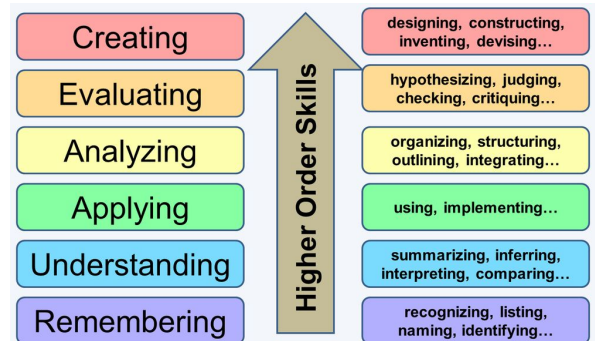 Creating
designing, constructing,
inventing, devising…
Evaluating
hypothesizing, judging,
checking, critiquing…
Analyzing
organizing, structuring,
outlining, integrating…
Applying
using, implementing…
Understanding
summarizing, inferring,
interpreting, comparing…
Remembering
recognizing, listing,
naming, identifying…
Higher Order Skills